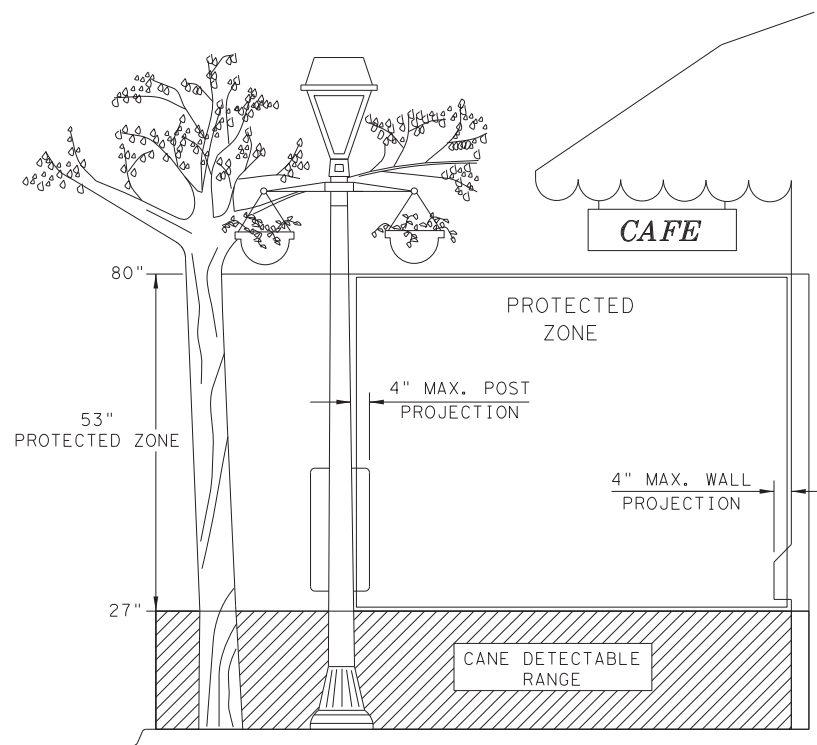 CAFE
80"
PROTECTED
ZONE
4" MAX. POST
PROJECTION
53"
PROTECTED ZONE
4" MAX. WALL
PROJECTION
27"
CANE DETECTABLE
RANGE